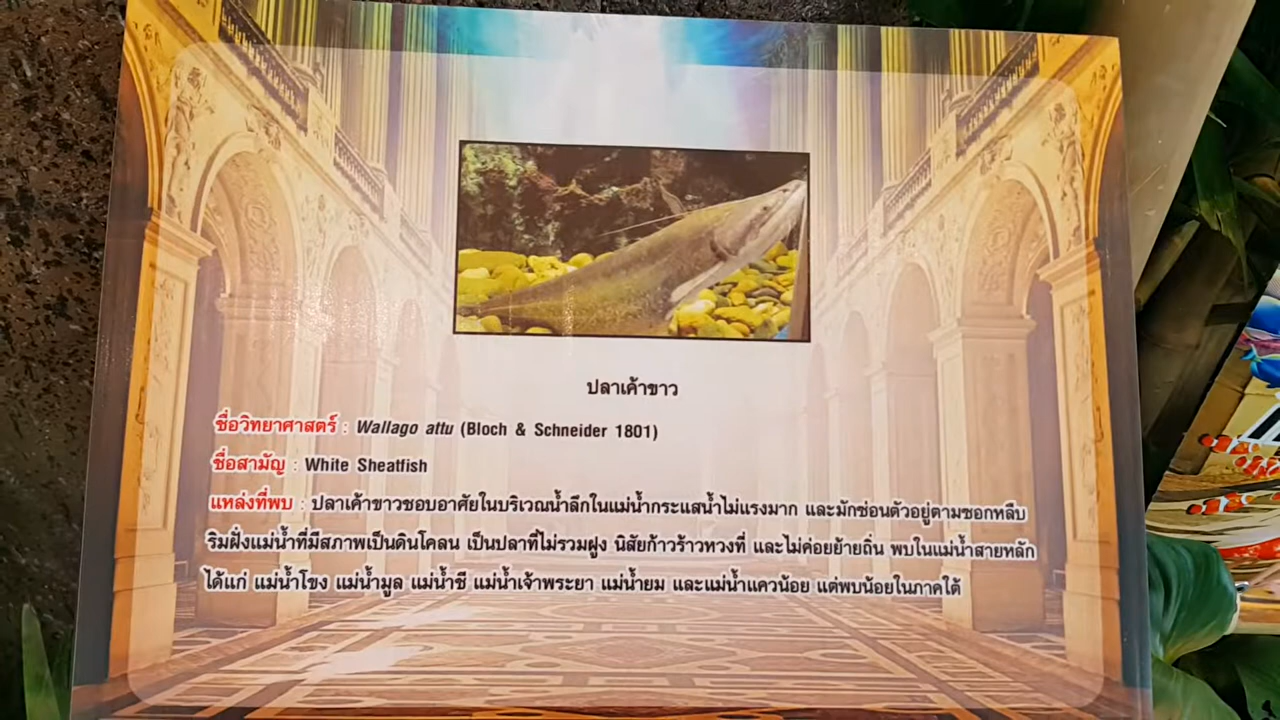 ปลาเค้าขาว
ชื่อวิทยาศาสตร์ : Wallago attu (Bloch & Schneider 1801)
ชื่อสามัญ : White Sheatfish
แหล่งที่พบ : ปลาเค้าขาวชอบอาศัยในบริเวณน้ำลึกในแม่น้ำกระแสน้ำไม่แรงมาก และมักซ่อนตัวอยู่ตามซอกหลืบ
ริมฝั่งแม่น้ำที่มีสภาพเป็นดินโคลน เป็นปลาที่ไม่รวมฝูง นิสัยก้าวร้าวหวงที่ และไม่ค่อยย้ายถิ่น พบในแม่น้ำสายหลัก
ได้แก่ แม่น้ำโขง แม่น้ำมูล แม่น้ำชี แม่น้ำเจ้าพระยา แม่น้ำยม และแม่น้ำแควน้อย แต่พบน้อยในภาคใต้